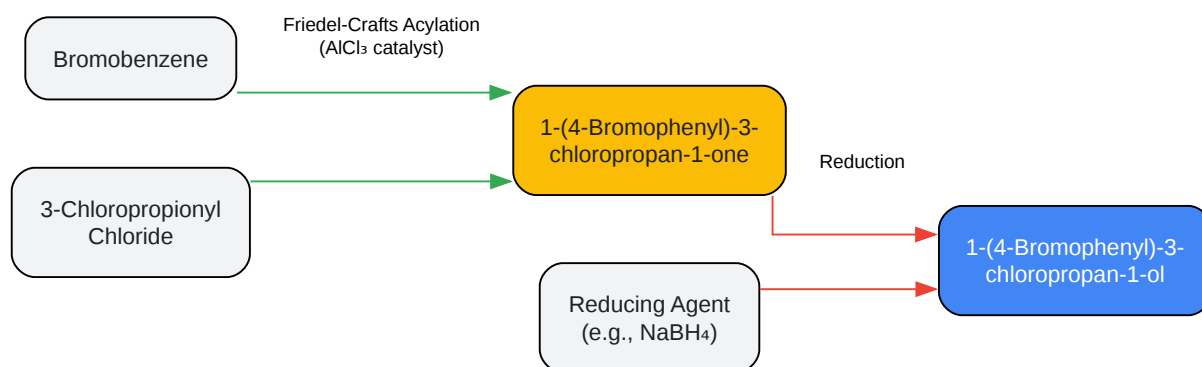 Bromobenzene
Friedel-Crafts Acylation
(AlCl₃ catalyst)
3-Chloropropionyl
Chloride
1-(4-Bromophenyl)-3-
chloropropan-1-one
Reduction
Reducing Agent
(e.g., NaBH₄)
1-(4-Bromophenyl)-3-
chloropropan-1-ol